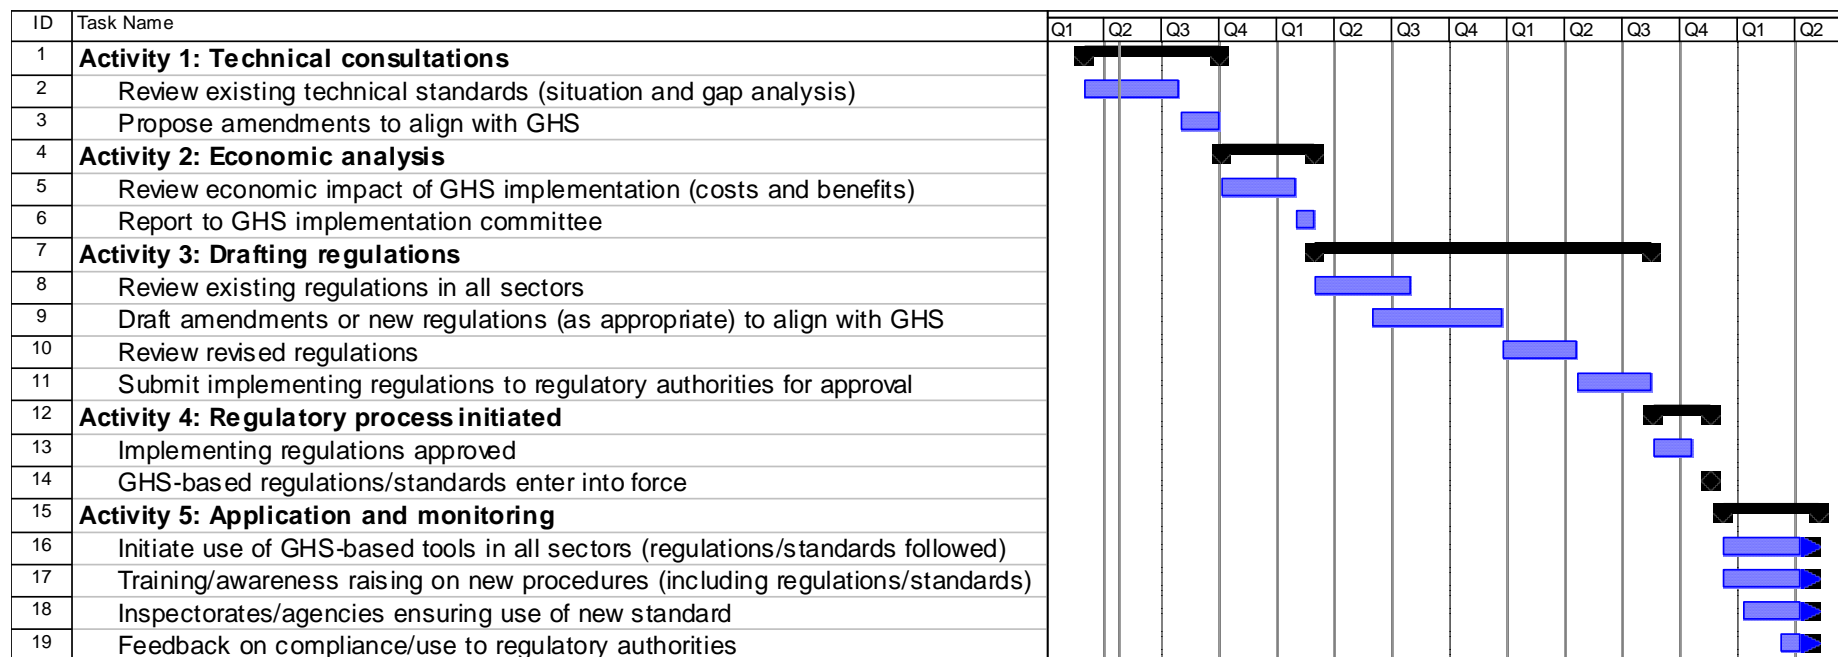 ID Task Name Q1 Q2 Q3 Q4 Q1 Q2 Q3 Q4 Q1 Q2 Q3 Q4 Q1 Q2
1 Activity 1: Technical consultations
2 Review existing technical standards (situation and gap analysis)
3 Propose amendments to align with GHS
4 Activity 2: Economic analysis
5 Review economic impact of GHS implementation (costs and benefits)
6 Report to GHS implementation committee
7 Activity 3: Drafting regulations
8 Review existing regulations in all sectors
9 Draft amendments or new regulations (as appropriate) to align with GHS
10 Review revised regulations
11 Submit implementing regulations to regulatory authorities for approval
12 Activity 4: Regulatory process initiated
13 Implementing regulations approved
14 GHS-based regulations/standards enter into force
15 Activity 5: Application and monitoring
16 Initiate use of GHS-based tools in all sectors (regulations/standards followed)
17 Training/awareness raising on new procedures (including regulations/standards)
18 Inspectorates/agencies ensuring use of new standard
19 Feedback on compliance/use to regulatory authorities